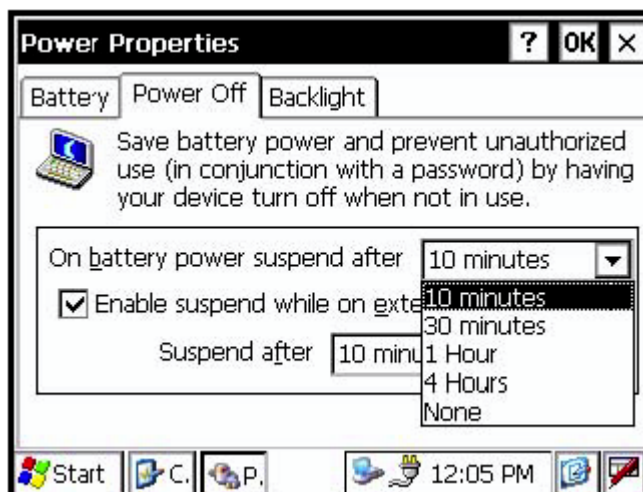 Power Properties ? OK ×
Battery Power Off Backlight
Save battery power and prevent unauthorized
use (in conjunction with a password) by having
your device turn off when not in use.
On battery power suspend after 10 minutes
Enable suspend while on exte
10 minutes
30 minutes
Suspend after 10 minu
1 Hour
4 Hours
None
Start C. P. 12:05 PM